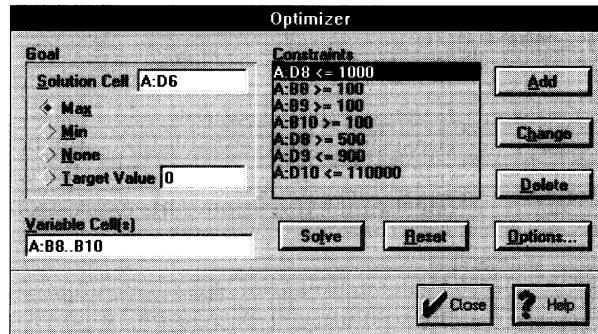 Optimizer
Goal
Solution Cell A:D6
Max
Min
None
Target Value 0
Constraints
A:D8 <= 1000
A:B8 >= 100
A:B9 >= 100
A:B10 >= 100
A:D8 >= 500
A:D9 <= 900
A:D10 <= 110000
Add
Change
Delete
Variable Cell(s)
A:B8..B10
Solve
Reset
Options...
Close
? Help